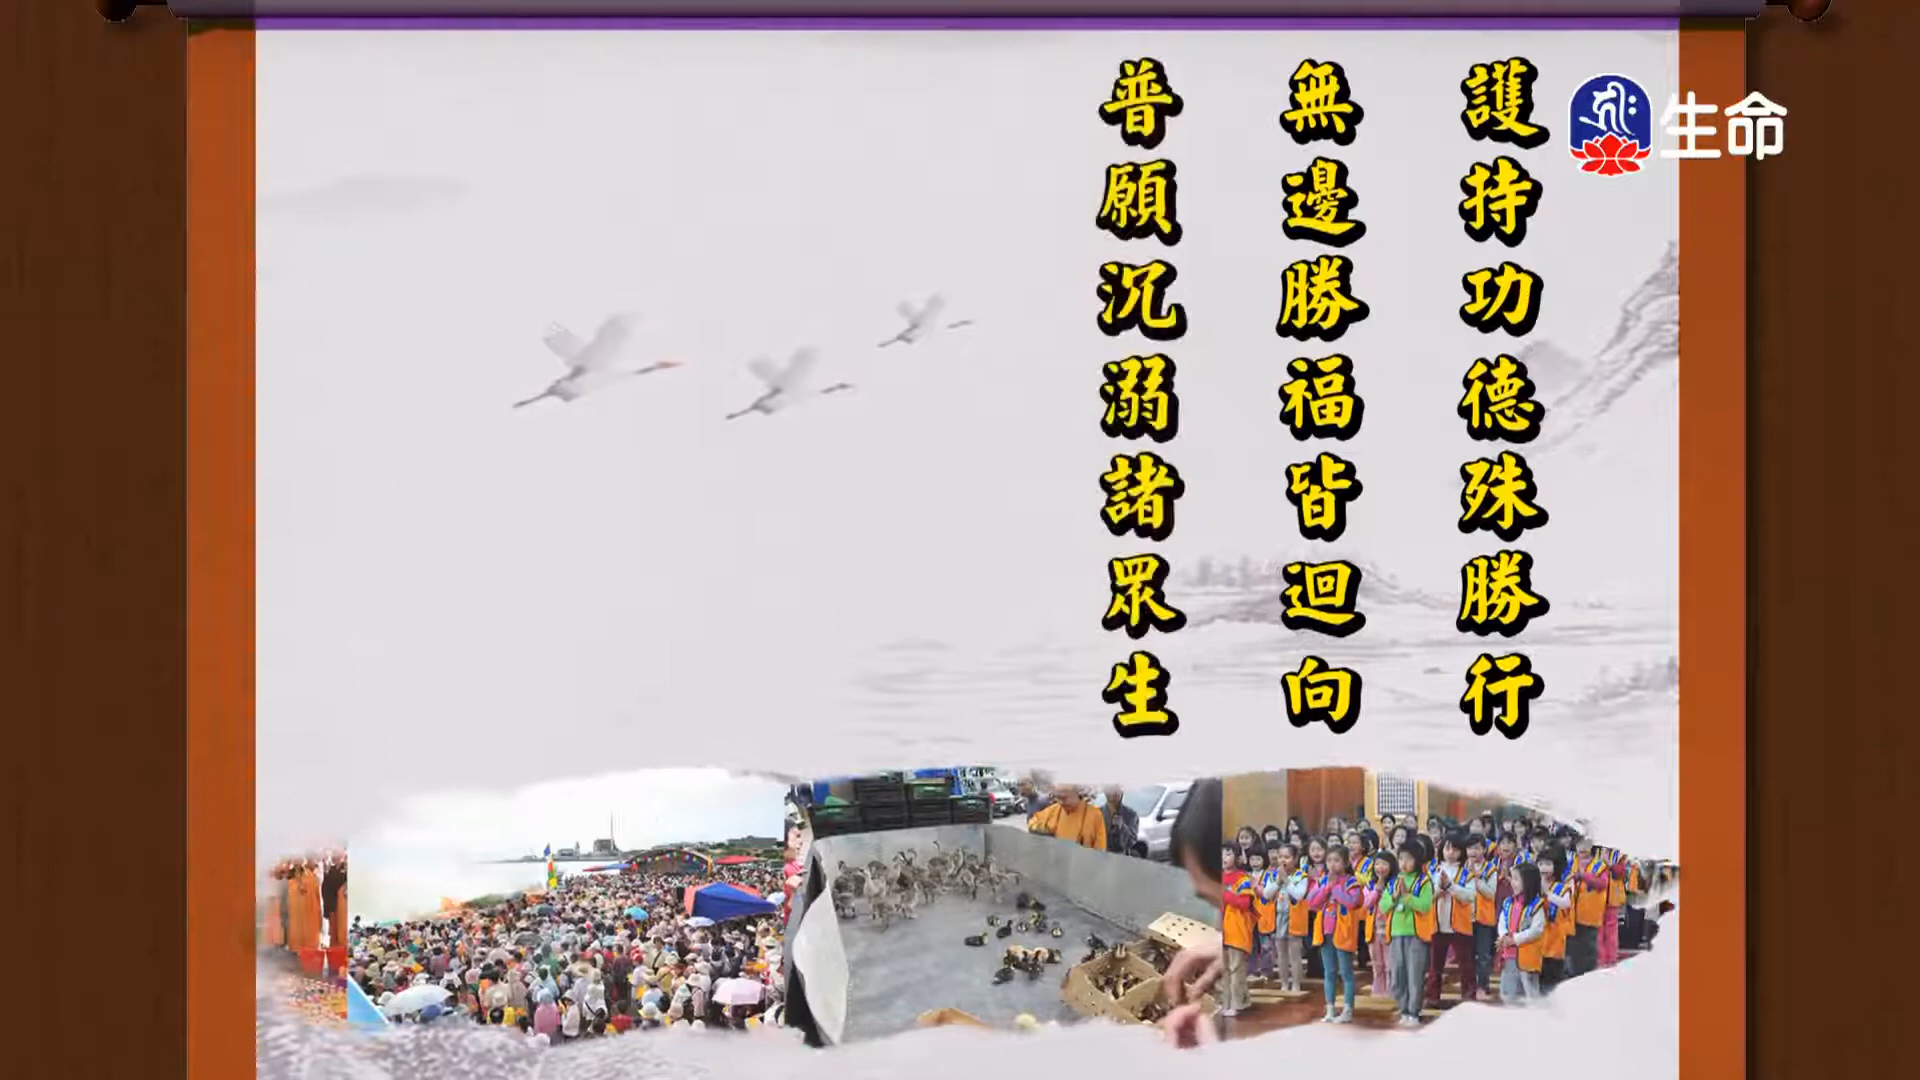 護持功德殊勝行
無邊勝福皆迴向
普願沉溺諸眾生
生命